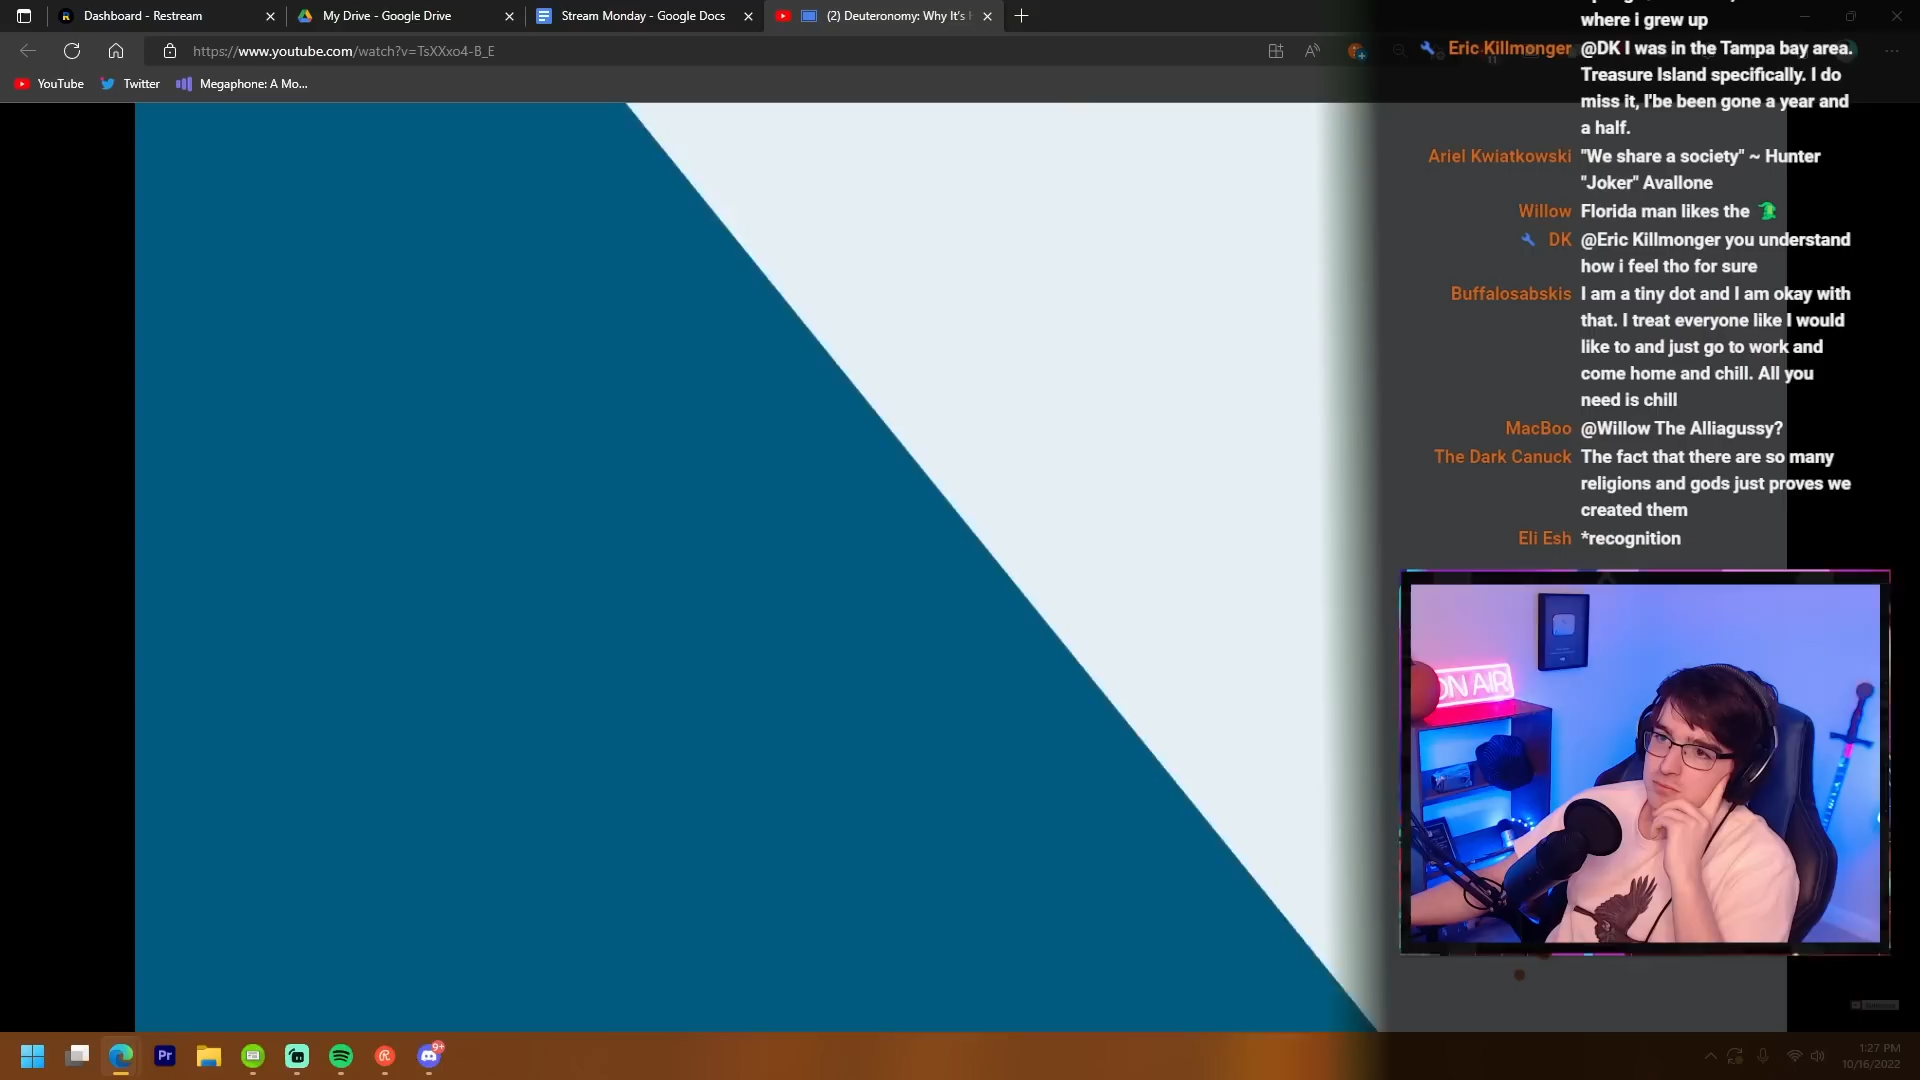 Dashboard - Restream
My Drive - Google Drive
Stream Monday - Google Docs
(2) Deuteronomy: Why It's
https://www.youtube.com/watch?v=TsXXxo4-B_E
YouTube
Twitter
Megaphone: A Mo...
where i grew up
Eric Killmonger @DK I was in the Tampa bay area.
Treasure Island specifically. I do
miss it, I'be been gone a year and
a half.
Ariel Kwiatkowski "We share a society" ~ Hunter
"Joker" Avallone
Willow Florida man likes the
DK @Eric Killmonger you understand
how i feel tho for sure
Buffalosabskis I am a tiny dot and I am okay with
that. I treat everyone like I would
like to and just go to work and
come home and chill. All you
need is chill
MacBoo @Willow The Alliagussy?
The Dark Canuck The fact that there are so many
religions and gods just proves we
created them
Eli Esh *recognition
ON AIR
Pr
9+
1:27 PM
10/16/2022